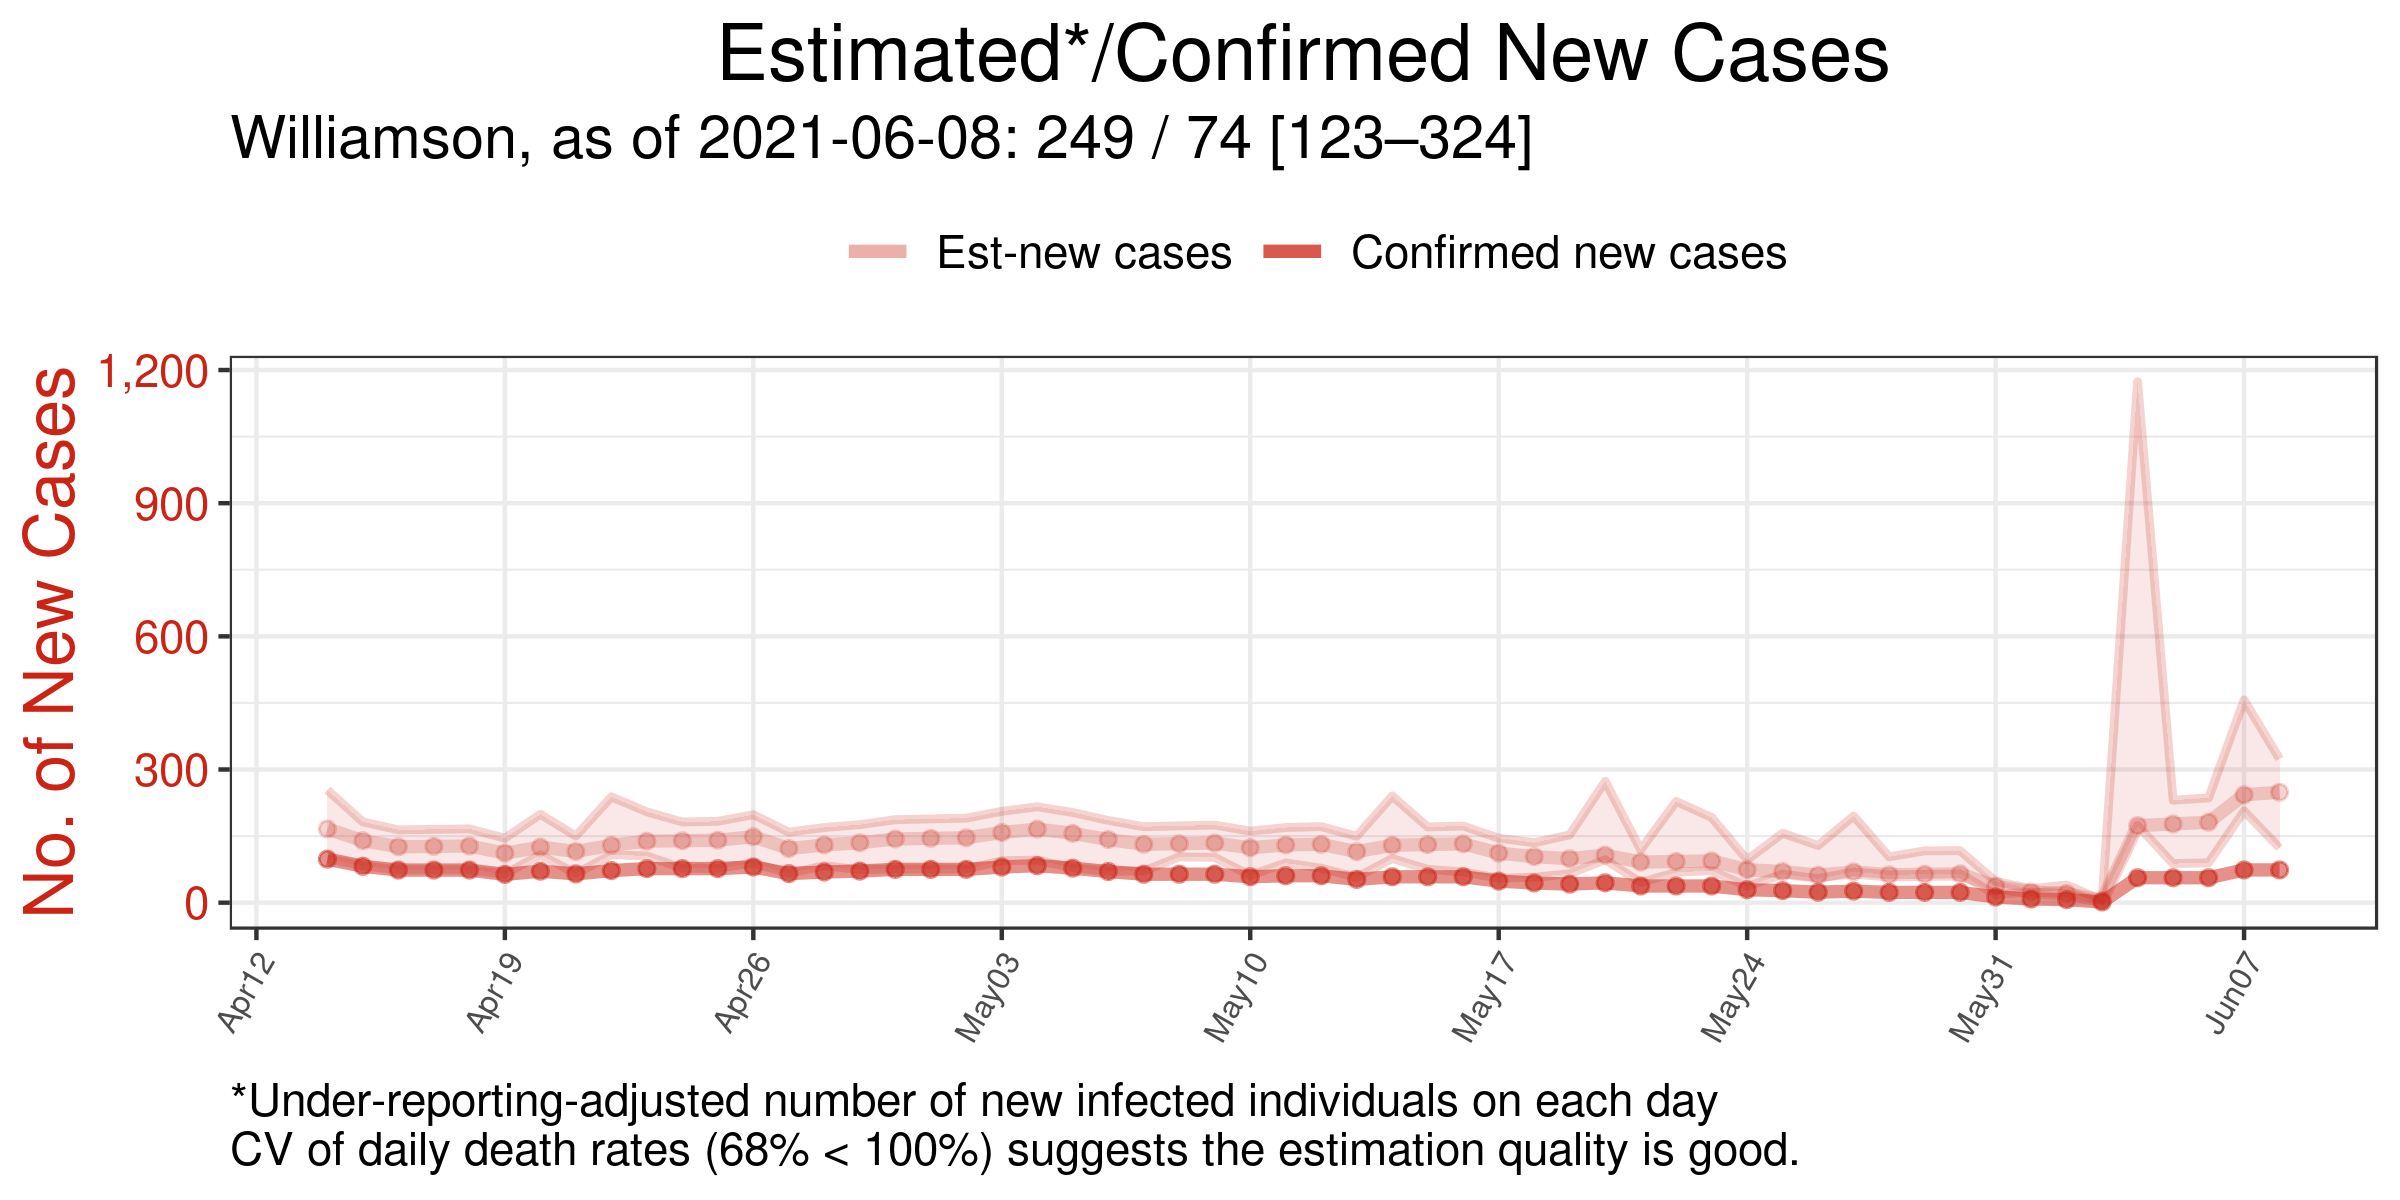 Estimated*/Confirmed New Cases
Williamson, as of 2021-06-08: 249 / 74 [123–324]
Est-new cases
Confirmed new cases
No. of New Cases
1,200
900
600
300
0
Apr12
Apr19
Apr26
May03
May10
May17
May24
May31
Jun07
*Under-reporting-adjusted number of new infected individuals on each day
CV of daily death rates (68% < 100%) suggests the estimation quality is good.